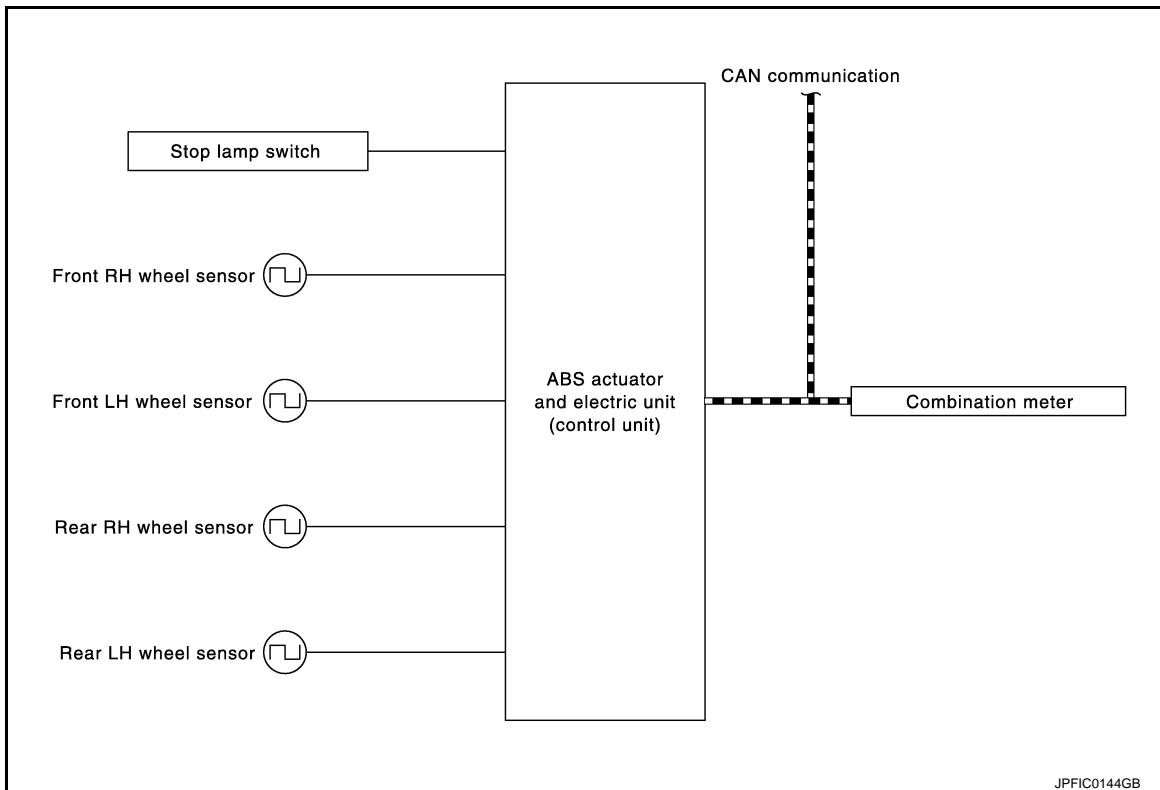 CAN communication
Stop lamp switch
Front RH wheel sensor
Front LH wheel sensor
ABS actuator
and electric unit
(control unit)
Combination meter
Rear RH wheel sensor
Rear LH wheel sensor
JPFIC0144GB